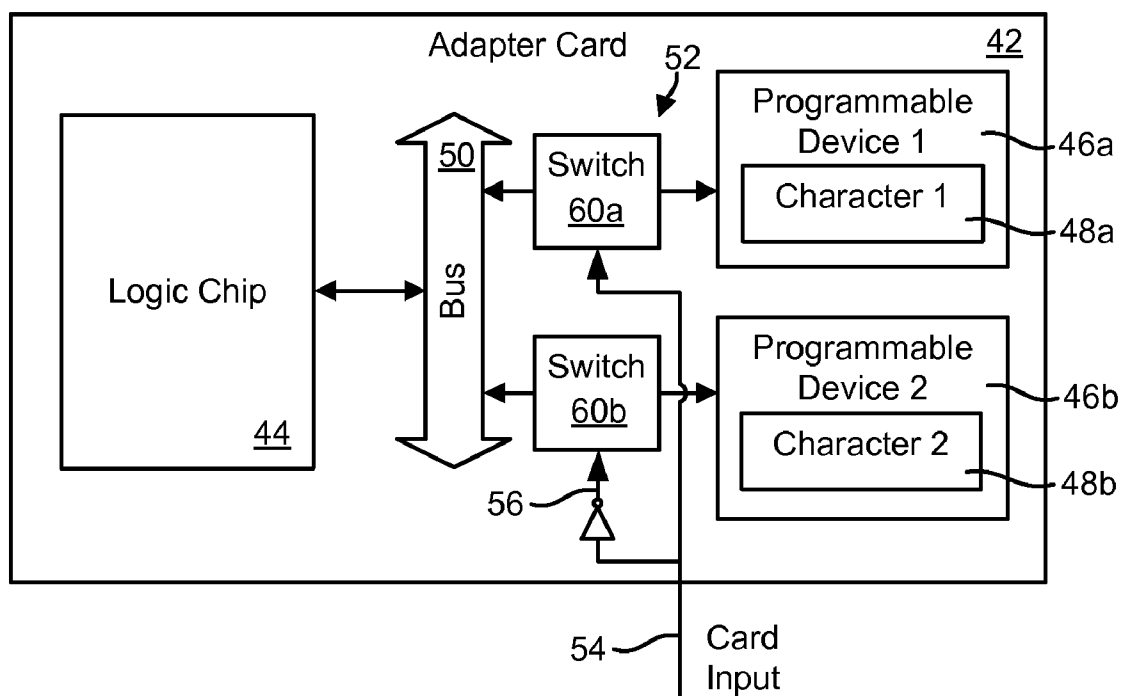 Adapter Card
42
52
Programmable
Device 1
46a
Character 1
48a
50
Bus
Switch
60a
Logic Chip
44
Programmable
Device 2
46b
Character 2
48b
Switch
60b
56
54
Card
Input